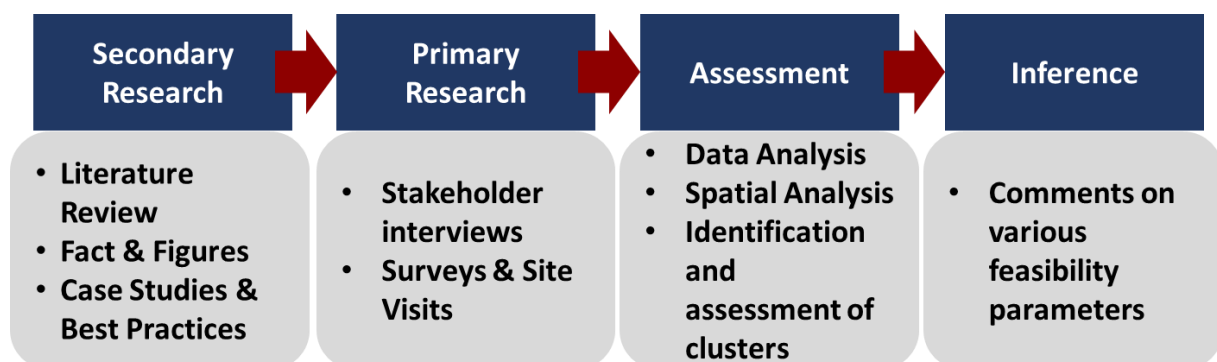 Secondary
Research
• Literature
Review
• Fact & Figures
• Case Studies &
Best Practices
Primary
Research
• Stakeholder
interviews
• Surveys & Site
Visits
Assessment
• Data Analysis
• Spatial Analysis
• Identification
and
assessment of
clusters
Inference
• Comments on
various
feasibility
parameters